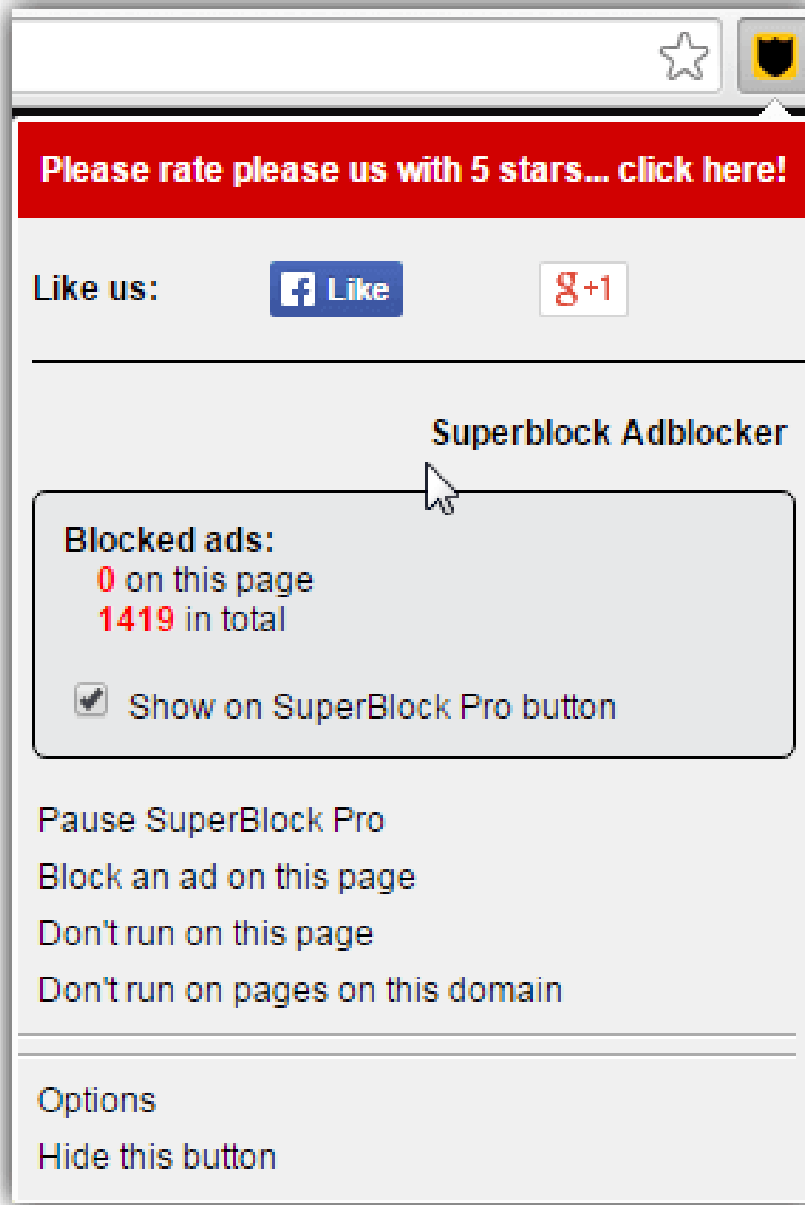 Please rate please us with 5 stars... click here!
Like us:
Like
g+1
Superblock Adblocker
Blocked ads:
0 on this page
1419 in total
Show on SuperBlock Pro button
Pause SuperBlock Pro
Block an ad on this page
Don't run on this page
Don't run on pages on this domain
Options
Hide this button